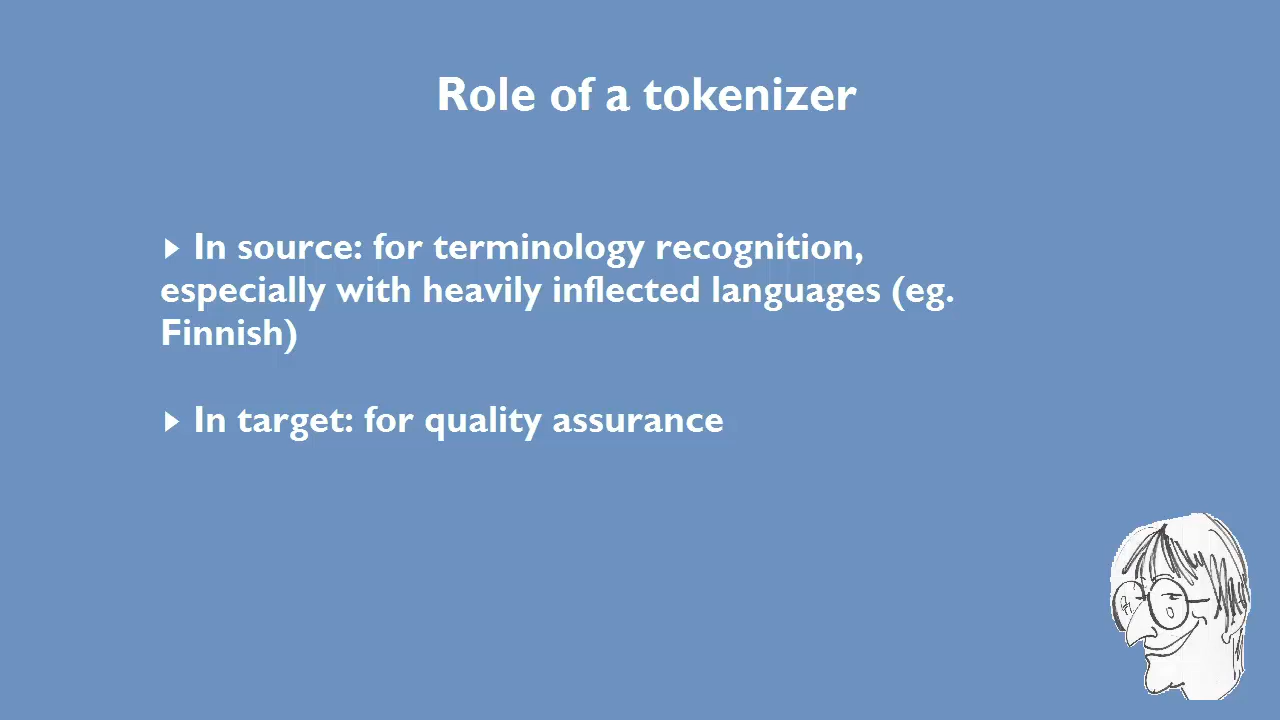 Role of a tokenizer
▸ In source: for terminology recognition,
especially with heavily inflected languages (eg.
Finnish)
▸ In target: for quality assurance